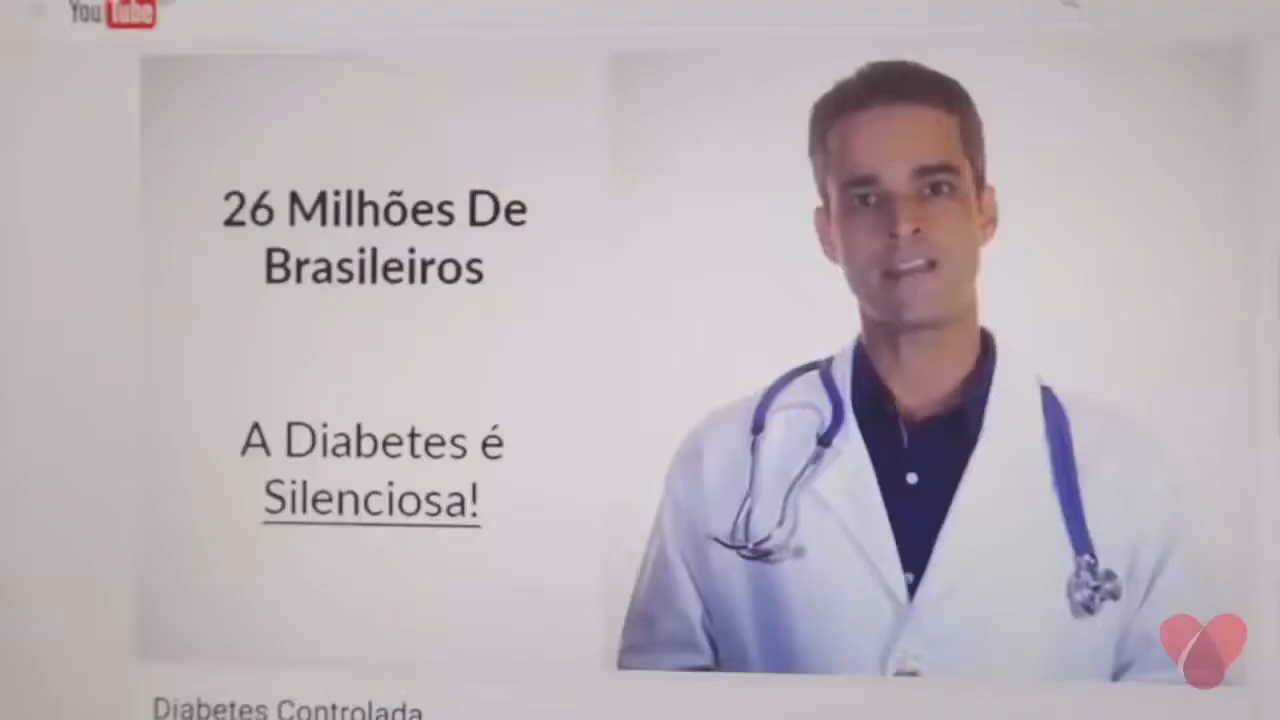 YouTube
26 Milhões De
Brasileiros
A Diabetes é
Silenciosa!
Diabetes Controlada